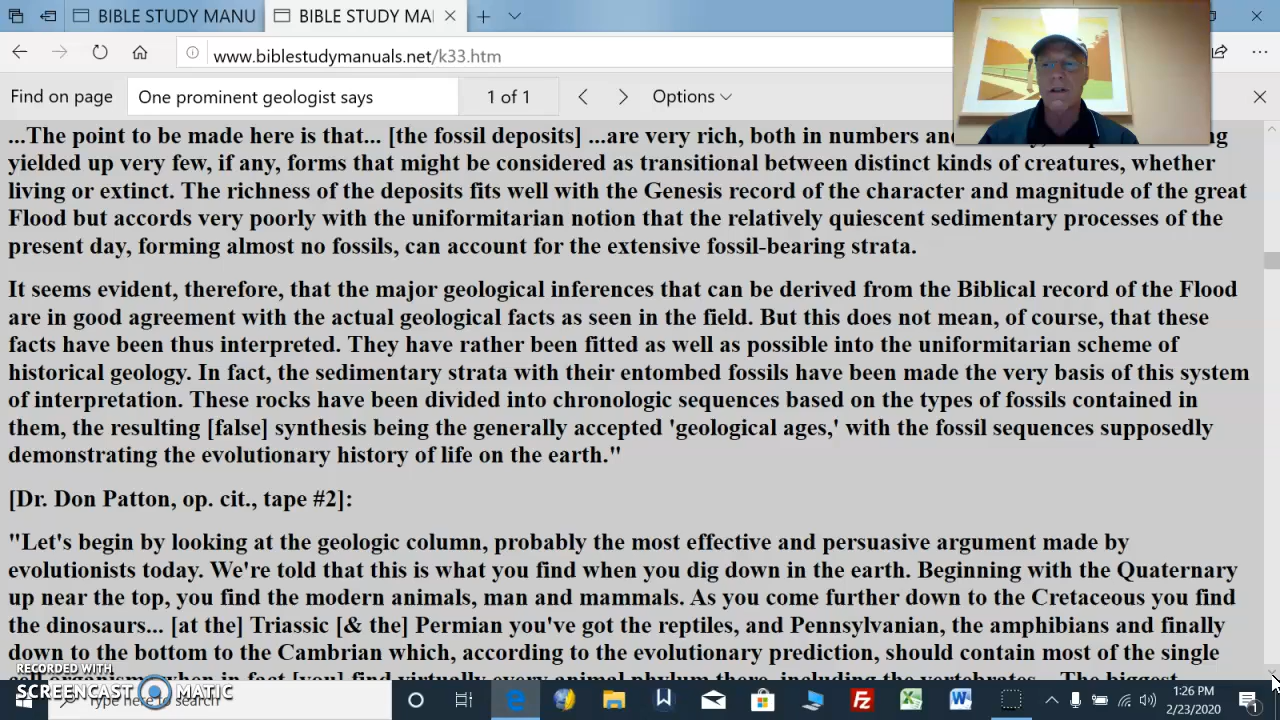 BIBLE STUDY MANU
BIBLE STUDY MA
www.biblestudymanuals.net/k33.htm
Find on page
One prominent geologist says
1 of 1
Options
...The point to be made here is that... [the fossil deposits] ...are very rich, both in numbers and
yielded up very few, if any, forms that might be considered as transitional between distinct kinds of creatures, whether
living or extinct. The richness of the deposits fits well with the Genesis record of the character and magnitude of the great
Flood but accords very poorly with the uniformitarian notion that the relatively quiescent sedimentary processes of the
present day, forming almost no fossils, can account for the extensive fossil-bearing strata.
It seems evident, therefore, that the major geological inferences that can be derived from the Biblical record of the Flood
are in good agreement with the actual geological facts as seen in the field. But this does not mean, of course, that these
facts have been thus interpreted. They have rather been fitted as well as possible into the uniformitarian scheme of
historical geology. In fact, the sedimentary strata with their entombed fossils have been made the very basis of this system
of interpretation. These rocks have been divided into chronologic sequences based on the types of fossils contained in
them, the resulting [false] synthesis being the generally accepted 'geological ages,' with the fossil sequences supposedly
demonstrating the evolutionary history of life on the earth."
[Dr. Don Patton, op. cit., tape #2]:
"Let's begin by looking at the geologic column, probably the most effective and persuasive argument made by
evolutionists today. We're told that this is what you find when you dig down in the earth. Beginning with the Quaternary
up near the top, you find the modern animals, man and mammals. As you come further down to the Cretaceous you find
the dinosaurs... [at the] Triassic [& the] Permian you've got the reptiles, and Pennsylvanian, the amphibians and finally
down to the bottom to the Cambrian which, according to the evolutionary prediction, should contain most of the single
when in fact [you] find virtually every animal phylum including the vertebrates... The biggest
RECORDED WITH
SCREENCAST MATIC
Type here to search
1:26 PM
2/23/2020